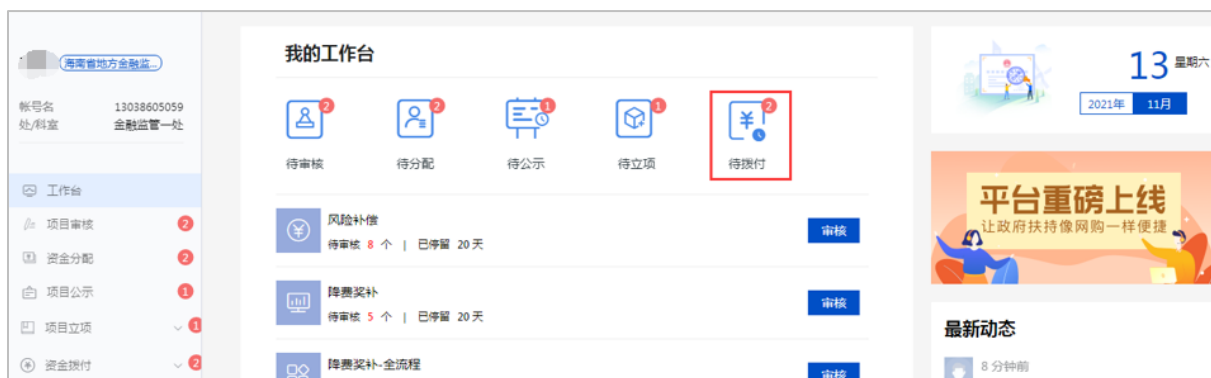 海南省地方金融监...
帐号名 13038605059
处/科室 金融监管一处
工作台
项目审核 2
资金分配 2
项目公示 1
项目立项 1
资金拨付 2
我的工作台
2 2 1 1 2
待审核 待分配 待公示 待立项 待拨付
风险补偿
待审核 8 个 | 已停留 20 天
审核
降费奖补
待审核 5 个 | 已停留 20 天
审核
降费奖补-全流程
审核
13 星期六
2021年 11月
平台重磅上线
让政府扶持像网购一样便捷
最新动态
8 分钟前